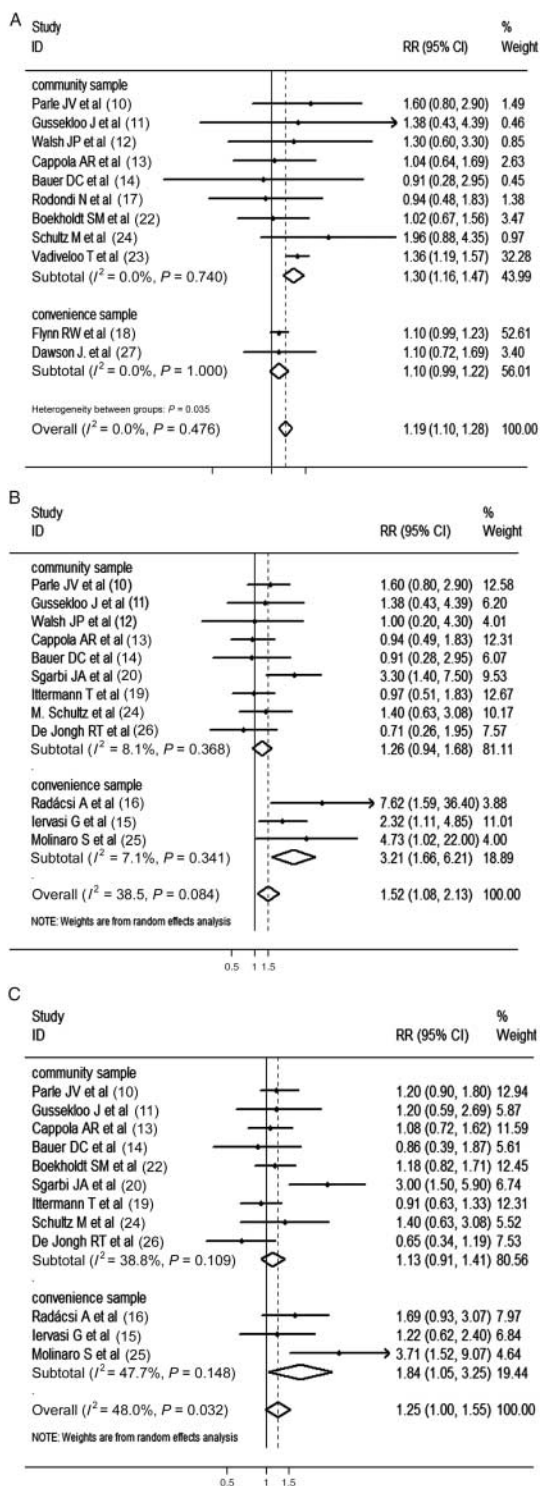 A
Study %
ID RR (95% CI) Weight
community sample
Parle JV et al (10) 1.60 (0.80, 2.90) 1.49
Gussekloo J et al (11) 1.38 (0.43, 4.39) 0.46
Walsh JP et al (12) 1.30 (0.60, 3.30) 0.85
Cappola AR et al (13) 1.04 (0.64, 1.69) 2.63
Bauer DC et al (14) 0.91 (0.28, 2.95) 0.45
Rodondi N et al (17) 0.94 (0.48, 1.83) 1.38
Boekholdt SM et al (22) 1.02 (0.67, 1.56) 3.47
Schultz M et al (24) 1.96 (0.88, 4.35) 0.97
Vadiveloo T et al (23) 1.36 (1.19, 1.57) 32.28
Subtotal (I² = 0.0%, P = 0.740) 1.30 (1.16, 1.47) 43.99
convenience sample
Flynn RW et al (18) 1.10 (0.99, 1.23) 52.61
Dawson J. et al (27) 1.10 (0.72, 1.69) 3.40
Subtotal (I² = 0.0%, P = 1.000) 1.10 (0.99, 1.22) 56.01
Heterogeneity between groups: P = 0.035
Overall (I² = 0.0%, P = 0.476) 1.19 (1.10, 1.28) 100.00
B
Study %
ID RR (95% CI) Weight
community sample
Parle JV et al (10) 1.60 (0.80, 2.90) 12.58
Gussekloo J et al (11) 1.38 (0.43, 4.39) 6.20
Walsh JP et al (12) 1.00 (0.20, 4.30) 4.01
Cappola AR et al (13) 0.94 (0.49, 1.83) 12.31
Bauer DC et al (14) 0.91 (0.28, 2.95) 6.07
Sgarbi JA et al (20) 3.30 (1.40, 7.50) 9.53
Ittermann T et al (19) 0.97 (0.51, 1.83) 12.67
M. Schultz et al (24) 1.40 (0.63, 3.08) 10.17
De Jongh RT et al (26) 0.71 (0.26, 1.95) 7.57
Subtotal (I² = 8.1%, P = 0.368) 1.26 (0.94, 1.68) 81.11
.
convenience sample
Radácsi A et al (16) 7.62 (1.59, 36.40) 3.88
Iervasi G et al (15) 2.32 (1.11, 4.85) 11.01
Molinaro S et al (25) 4.73 (1.02, 22.00) 4.00
Subtotal (I² = 7.1%, P = 0.341) 3.21 (1.66, 6.21) 18.89
.
Overall (I² = 38.5, P = 0.084) 1.52 (1.08, 2.13) 100.00
NOTE: Weights are from random effects analysis
0.5 1 1.5
C
Study %
ID RR (95% CI) Weight
community sample
Parle JV et al (10) 1.20 (0.90, 1.80) 12.94
Gussekloo J et al (11) 1.20 (0.59, 2.69) 5.87
Cappola AR et al (13) 1.08 (0.72, 1.62) 11.59
Bauer DC et al (14) 0.86 (0.39, 1.87) 5.61
Boekholdt SM et al (22) 1.18 (0.82, 1.71) 12.45
Sgarbi JA et al (20) 3.00 (1.50, 5.90) 6.74
Ittermann T et al (19) 0.91 (0.63, 1.33) 12.31
Schultz M et al (24) 1.40 (0.63, 3.08) 5.52
De Jongh RT et al (26) 0.65 (0.34, 1.19) 7.53
Subtotal (I² = 38.8%, P = 0.109) 1.13 (0.91, 1.41) 80.56
.
convenience sample
Radácsi A et al (16) 1.69 (0.93, 3.07) 7.97
Iervasi G et al (15) 1.22 (0.62, 2.40) 6.84
Molinaro S et al (25) 3.71 (1.52, 9.07) 4.64
Subtotal (I² = 47.7%, P = 0.148) 1.84 (1.05, 3.25) 19.44
.
Overall (I² = 48.0%, P = 0.032) 1.25 (1.00, 1.55) 100.00
NOTE: Weights are from random effects analysis
0.5 1 1.5